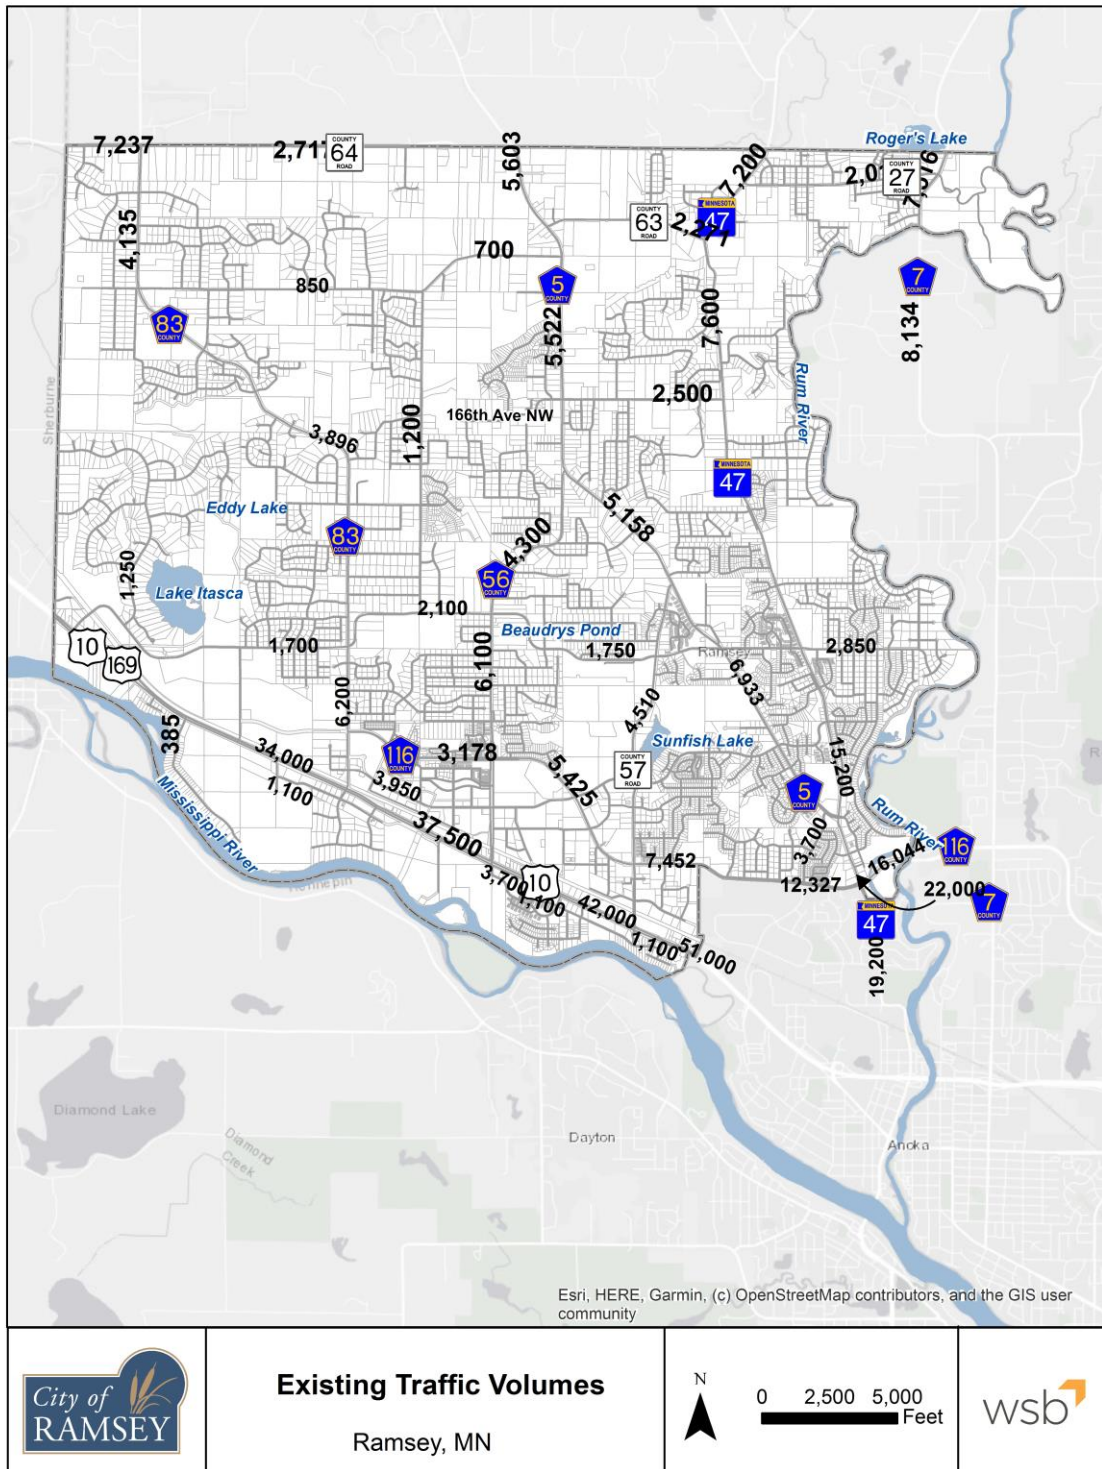 Roger's Lake
7,237
2,717
COUNTY
64
ROAD
5,603
7,200
COUNTY
27
ROAD
MINNESOTA
47
COUNTY
63
ROAD
2,271
4,135
700
850
5
COUNTY
7
COUNTY
8,134
83
COUNTY
5,522
7,600
Sherburne
Rum River
2,500
166th Ave NW
1,200
3,896
MINNESOTA
47
Eddy Lake
5,158
83
COUNTY
4,300
56
COUNTY
1,250
Lake Itasca
2,100
Beaudrys Pond
10
169
1,700
1,750
Ramsey
2,850
6,100
6,933
6,200
4,510
385
34,000
116
COUNTY
3,178
Sunfish Lake
15,200
COUNTY
57
ROAD
5,425
1,100
3,950
5
COUNTY
Mississippi River
37,500
3,700
Rum River
116
COUNTY
16,044
7,452
12,327
22,000
7
COUNTY
Hennepin
3,700
10
1,100
42,000
MINNESOTA
47
1,100
51,000
19,200
Diamond Lake
Diamond
Creek
Dayton
Anoka
Esri, HERE, Garmin, (c) OpenStreetMap contributors, and the GIS user
community
City of
RAMSEY
Existing Traffic Volumes
Ramsey, MN
N
0 2,500 5,000
Feet
wsb